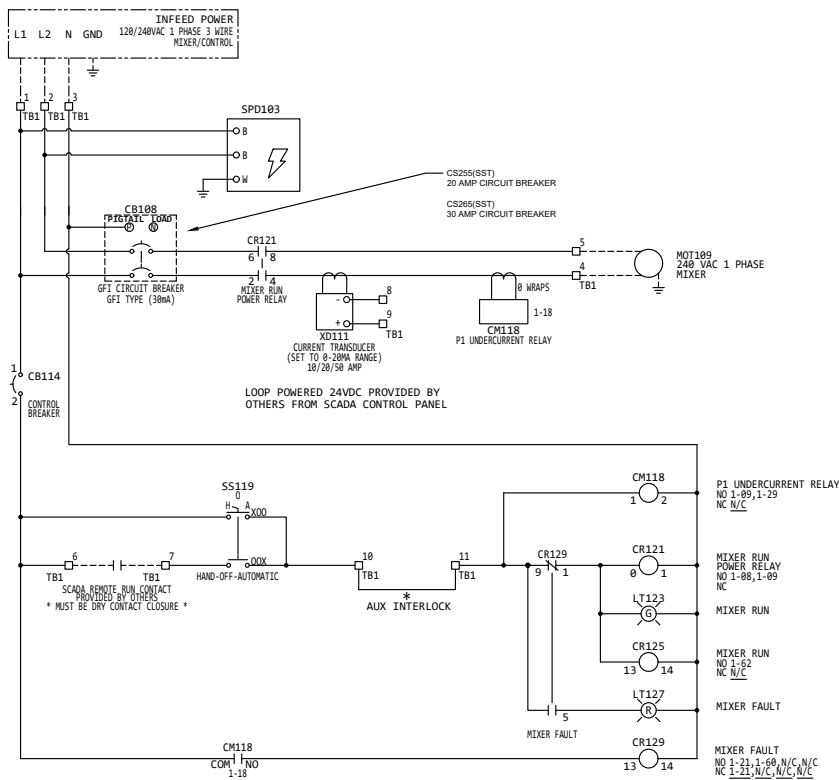 INFEED POWER
120/240VAC 1 PHASE 3 WIRE
MIXER/CONTROL
L1 L2 N GND
1 2 3
TB1 TB1 TB1
SPD103
B
B
W
CS255(SST)
20 AMP CIRCUIT BREAKER
CS265(SST)
30 AMP CIRCUIT BREAKER
CB108
PIGTAIL LOAD
P N
GFI CIRCUIT BREAKER
GFI TYPE (30mA)
CR121
6 8
2 4
MIXER RUN
POWER RELAY
5
4
TB1
MOT109
240 VAC 1 PHASE
MIXER
- 8
+ 9
TB1
XD111
CURRENT TRANSDUCER
(SET TO 0-20MA RANGE)
10/20/50 AMP
0 WRAPS
1-18
CM118
P1 UNDERCURRENT RELAY
LOOP POWERED 24VDC PROVIDED BY
OTHERS FROM SCADA CONTROL PANEL
1
CB114
2
CONTROL
BREAKER
SS119
O
H A
XOO
OOX
HAND-OFF-AUTOMATIC
6 7
TB1 TB1
SCADA REMOTE RUN CONTACT
PROVIDED BY OTHERS
* MUST BE DRY CONTACT CLOSURE *
10 11
TB1 TB1
*
AUX INTERLOCK
CM118
1 2
P1 UNDERCURRENT RELAY
NO 1-09,1-29
NC N/C
CR129
9 1
CR121
0 1
MIXER RUN
POWER RELAY
NO 1-08,1-09
NC
LT123
G
MIXER RUN
CR125
13 14
MIXER RUN
NO 1-62
NC N/C
5
MIXER FAULT
LT127
R
MIXER FAULT
CM118
COM NO
1-18
CR129
13 14
MIXER FAULT
NO 1-21,1-60,N/C,N/C
NC 1-21,N/C,N/C,N/C